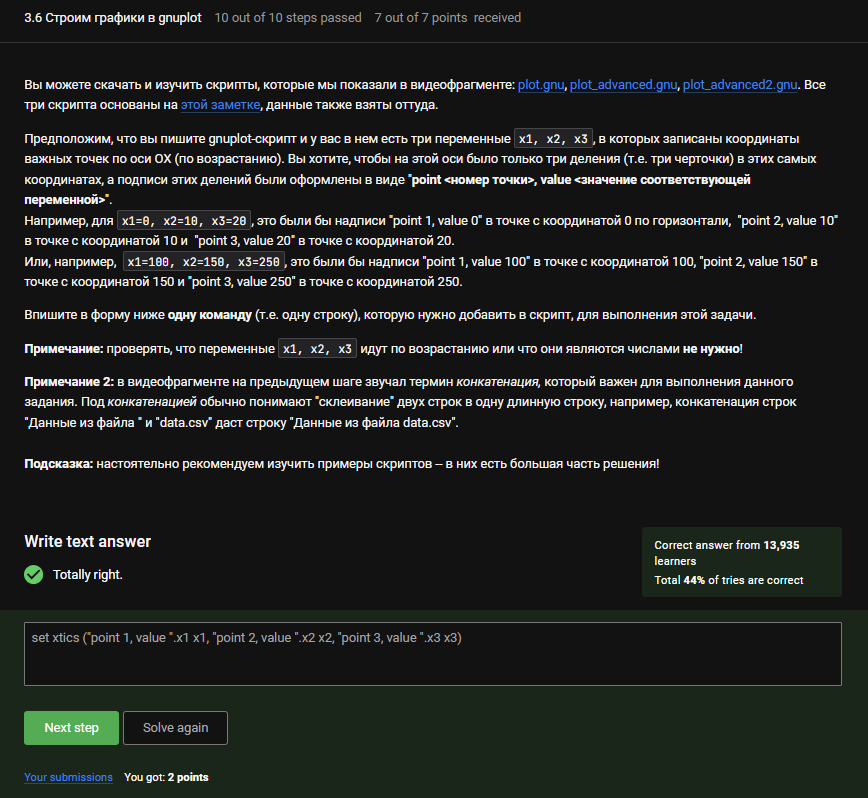 3.6 Строим графики в gnuplot 10 out of 10 steps passed 7 out of 7 points received
Вы можете скачать и изучить скрипты, которые мы показали в видеофрагменте: plot.gnu, plot_advanced.gnu, plot_advanced2.gnu. Все
три скрипта основаны на этой заметке, данные также взяты оттуда.
Предположим, что вы пишите gnuplot-скрипт и у вас в нем есть три переменные x1, x2, x3, в которых записаны координаты
важных точек по оси ОХ (по возрастанию). Вы хотите, чтобы на этой оси было только три деления (т.е. три черточки) в этих самых
координатах, а подписи этих делений были оформлены в виде "point <номер точки>, value <значение соответствующей
переменной>".
Например, для x1=0, x2=10, x3=20, это были бы надписи "point 1, value 0" в точке с координатой 0 по горизонтали, "point 2, value 10"
в точке с координатой 10 и "point 3, value 20" в точке с координатой 20.
Или, например, x1=100, x2=150, x3=250, это были бы надписи "point 1, value 100" в точке с координатой 100, "point 2, value 150" в
точке с координатой 150 и "point 3, value 250" в точке с координатой 250.
Впишите в форму ниже одну команду (т.е. одну строку), которую нужно добавить в скрипт, для выполнения этой задачи.
Примечание: проверять, что переменные x1, x2, x3 идут по возрастанию или что они являются числами не нужно!
Примечание 2: в видеофрагменте на предыдущем шаге звучал термин конкатенация, который важен для выполнения данного
задания. Под конкатенацией обычно понимают "склеивание" двух строк в одну длинную строку, например, конкатенация строк
"Данные из файла " и "data.csv" даст строку "Данные из файла data.csv".
Подсказка: настоятельно рекомендуем изучить примеры скриптов – в них есть большая часть решения!
Write text answer
Correct answer from 13,935
learners
Total 44% of tries are correct
Totally right.
set xtics ("point 1, value ".x1 x1, "point 2, value ".x2 x2, "point 3, value ".x3 x3)
Next step Solve again
Your submissions You got: 2 points